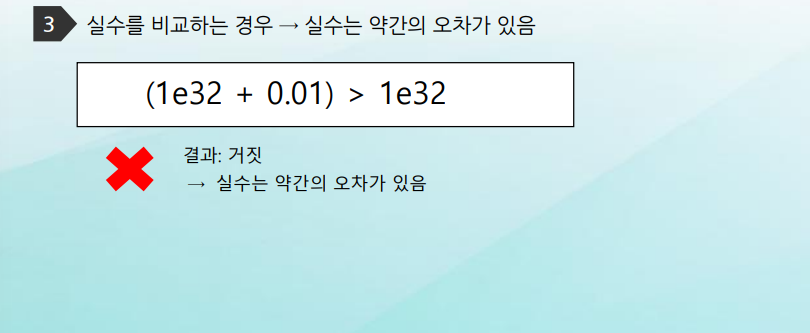 3 실수를 비교하는 경우 → 실수는 약간의 오차가 있음
(1e32 + 0.01) > 1e32
결과: 거짓
→ 실수는 약간의 오차가 있음